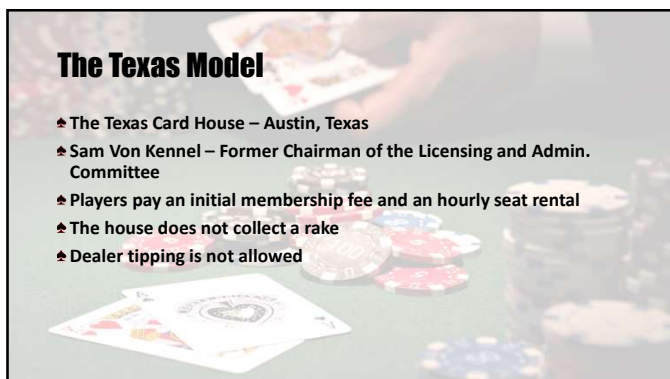 The Texas Model
The Texas Card House – Austin, Texas
Sam Von Kennel – Former Chairman of the Licensing and Admin.
Committee
Players pay an initial membership fee and an hourly seat rental
The house does not collect a rake
Dealer tipping is not allowed